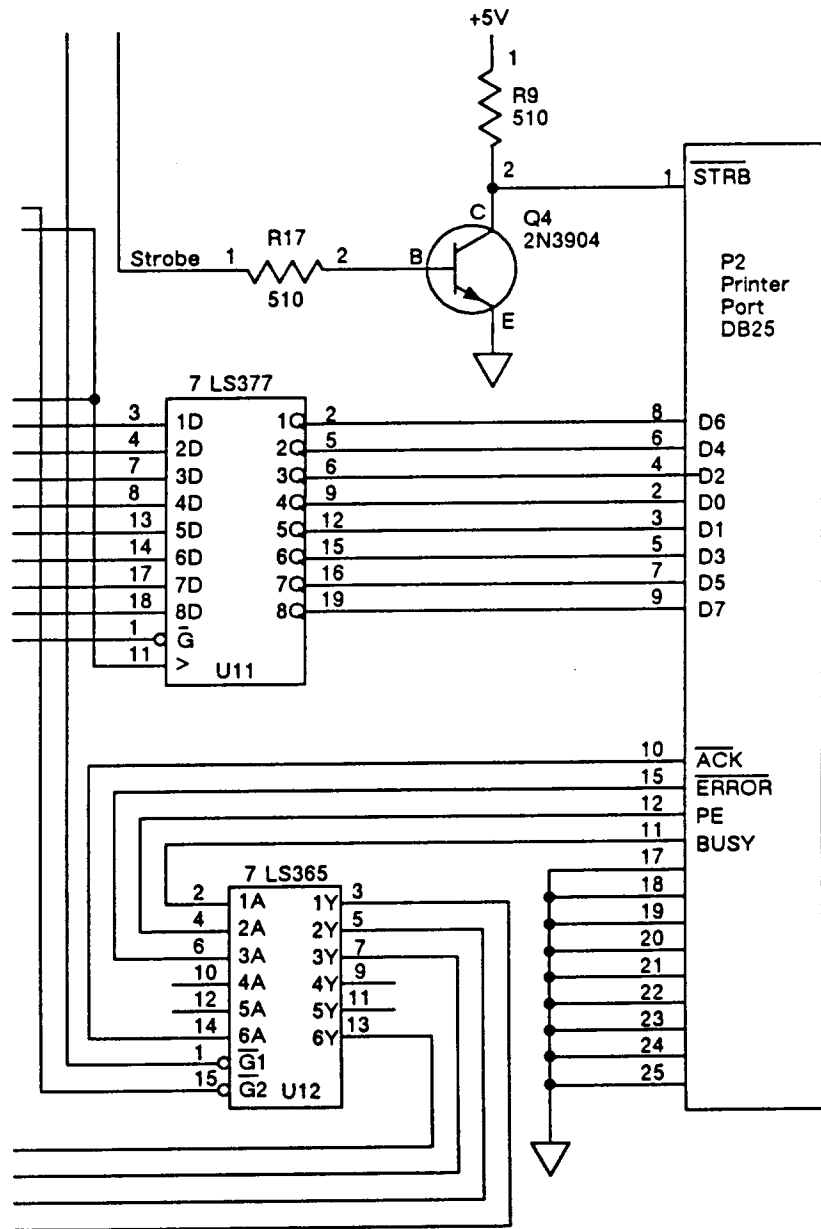 +5V
1
R9
510
2
1 STRB
C
Q4
2N3904
R17
Strobe 1 2 B
510
E
P2
Printer
Port
DB25
7 LS377
3 1D 1Q 2 8 D6
4 2D 2Q 5 6 D4
7 3D 3Q 6 4 D2
8 4D 4Q 9 2 D0
13 5D 5Q 12 3 D1
14 6D 6Q 15 5 D3
17 7D 7Q 16 7 D5
18 8D 8Q 19 9 D7
1 G
11 >
U11
10 ACK
15 ERROR
12 PE
11 BUSY
17
18
19
20
21
22
23
24
25
7 LS365
2 1A 1Y 3
4 2A 2Y 5
6 3A 3Y 7
10 4A 4Y 9
12 5A 5Y 11
14 6A 6Y 13
1 G1
15 G2
U12